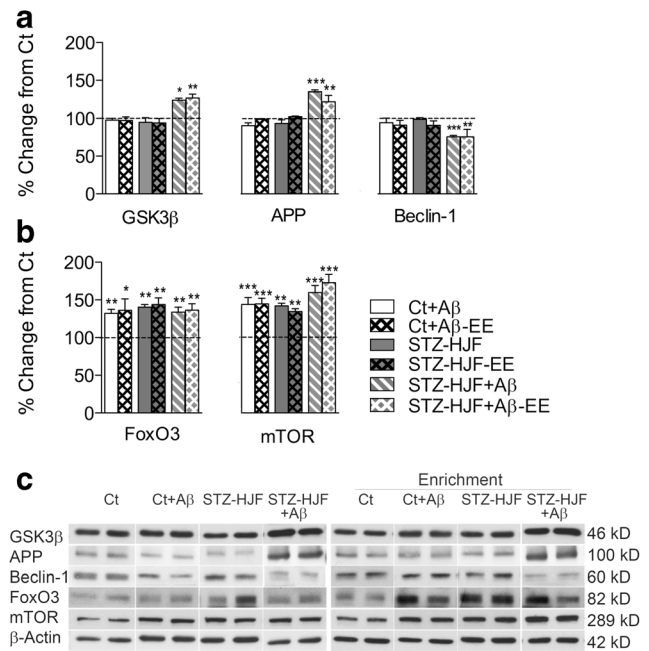 a
% Change from Ct
200
150
100
50
0
* ** *** ** *** **
GSK3β APP Beclin-1
b
% Change from Ct
200
150
100
50
0
** * ** ** ** ** *** *** ** ** *** ***
FoxO3 mTOR
Ct+Aβ
Ct+Aβ-EE
STZ-HJF
STZ-HJF-EE
STZ-HJF+Aβ
STZ-HJF+Aβ-EE
c
Enrichment
Ct Ct+Aβ STZ-HJF STZ-HJF +Aβ Ct Ct+Aβ STZ-HJF STZ-HJF +Aβ
GSK3β 46 kD
APP 100 kD
Beclin-1 60 kD
FoxO3 82 kD
mTOR 289 kD
β-Actin 42 kD